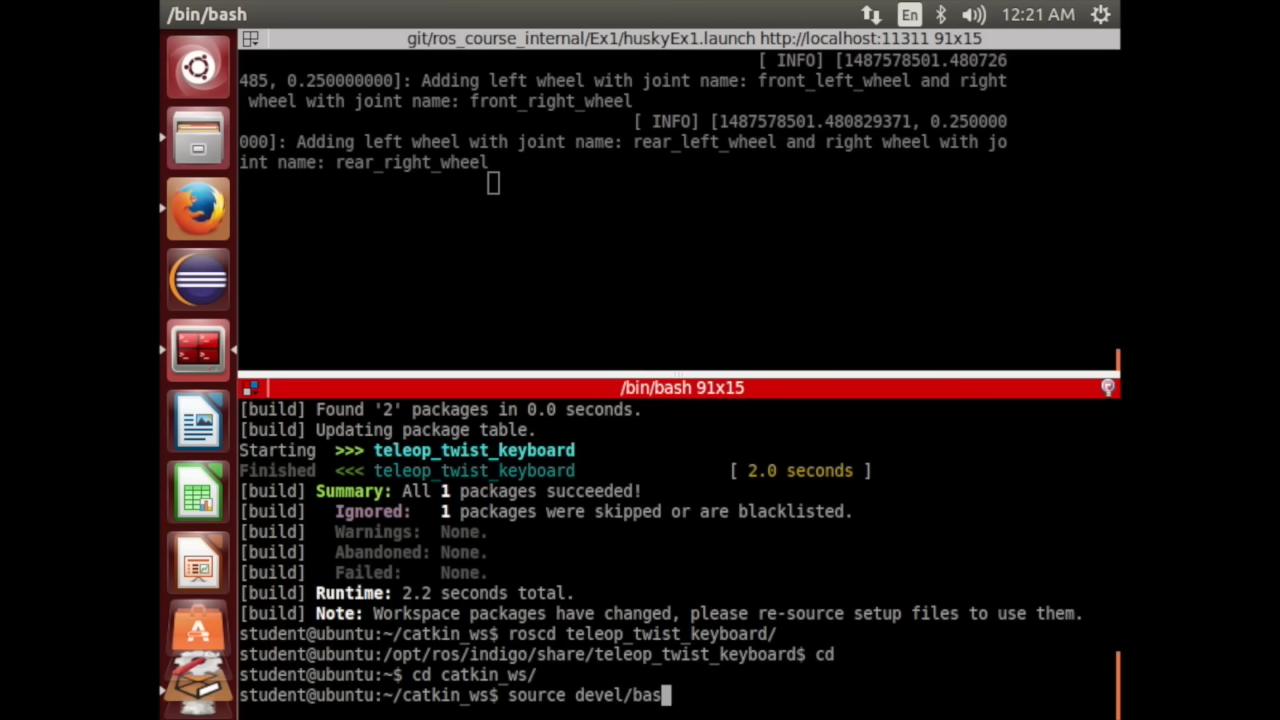 /bin/bash
En
12:21 AM
git/ros_course_internal/Ex1/huskyEx1.launch http://localhost:11311 91x15
[ INFO] [1487578501.480726
485, 0.250000000]: Adding left wheel with joint name: front_left_wheel and right
 wheel with joint name: front_right_wheel
[ INFO] [1487578501.480829371, 0.250000
000]: Adding left wheel with joint name: rear_left_wheel and right wheel with jo
int name: rear_right_wheel
/bin/bash 91x15
[build] Found '2' packages in 0.0 seconds.
[build] Updating package table.
Starting >>> teleop_twist_keyboard
Finished <<< teleop_twist_keyboard [ 2.0 seconds ]
[build] Summary: All 1 packages succeeded!
[build] Ignored: 1 packages were skipped or are blacklisted.
[build] Warnings: None.
[build] Abandoned: None.
[build] Failed: None.
[build] Runtime: 2.2 seconds total.
[build] Note: Workspace packages have changed, please re-source setup files to use them.
student@ubuntu:~/catkin_ws$ roscd teleop_twist_keyboard/
student@ubuntu:/opt/ros/indigo/share/teleop_twist_keyboard$ cd
student@ubuntu:~$ cd catkin_ws/
student@ubuntu:~/catkin_ws$ source devel/bas